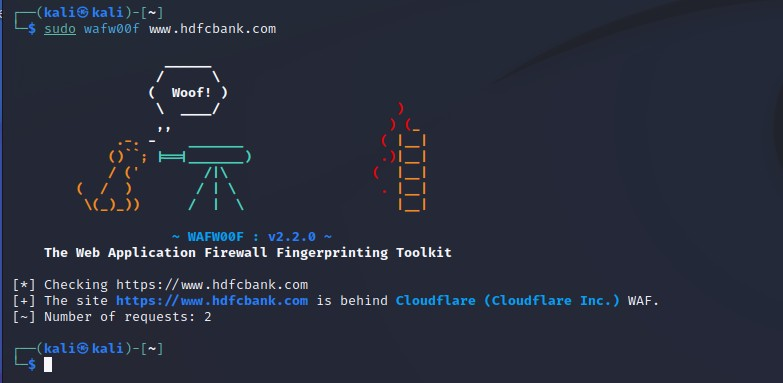 (kali㉿kali)-[~]
$ sudo wafw00f www.hdfcbank.com
Woof!
~ WAFW00F : v2.2.0 ~
The Web Application Firewall Fingerprinting Toolkit
[*] Checking https://www.hdfcbank.com
[+] The site https://www.hdfcbank.com is behind Cloudflare (Cloudflare Inc.) WAF.
[~] Number of requests: 2
(kali㉿kali)-[~]
$